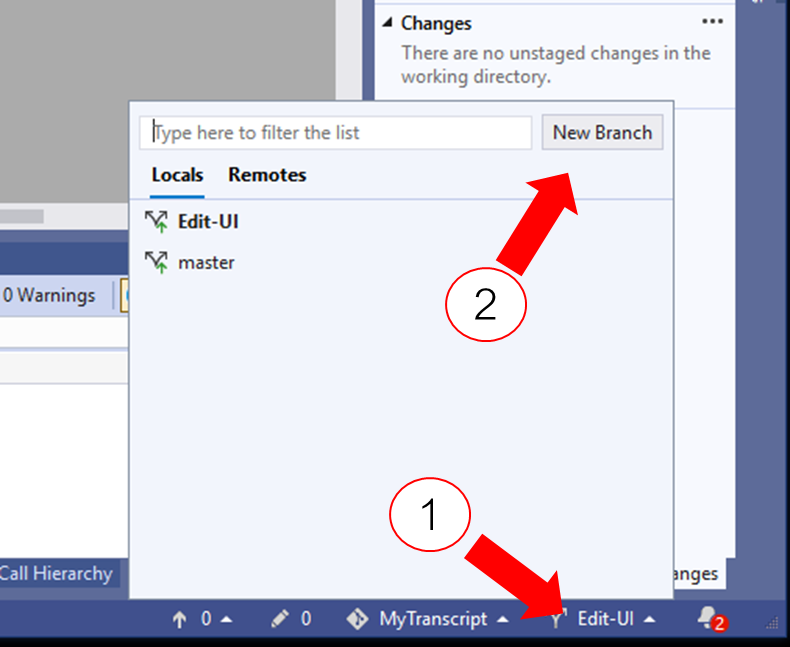 Changes
There are no unstaged changes in the
working directory.
Type here to filter the list
New Branch
Locals Remotes
Edit-UI
master
0 Warnings
2
1
Call Hierarchy
anges
0 0 MyTranscript Edit-UI 2